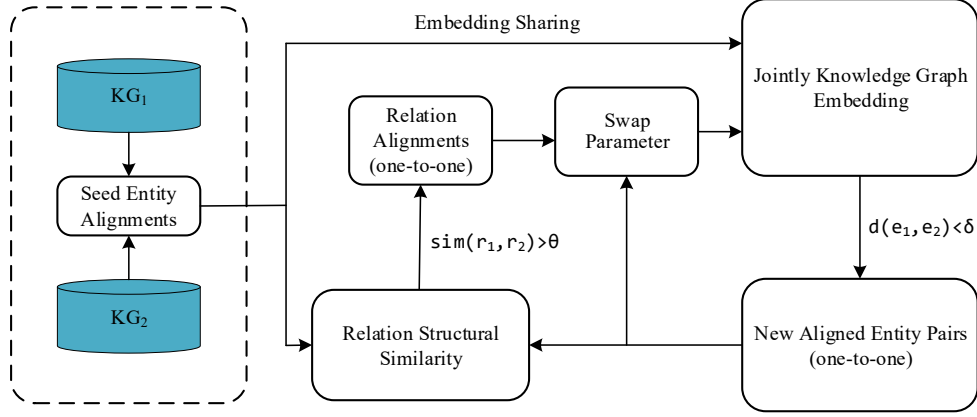 Embedding Sharing
KG₁
Seed Entity
Alignments
KG₂
Relation
Alignments
(one-to-one)
Swap
Parameter
Jointly Knowledge Graph
Embedding
sim(r₁,r₂)>θ
d(e₁,e₂)<δ
Relation Structural
Similarity
New Aligned Entity Pairs
(one-to-one)